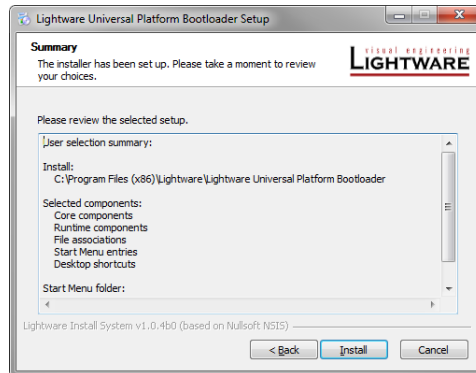 Lightware Universal Platform Bootloader Setup
Summary
The installer has been set up. Please take a moment to review
your choices.
visual engineering
LIGHTWARE
Please review the selected setup.
User selection summary:
Install:
C:\Program Files (x86)\Lightware\Lightware Universal Platform Bootloader
Selected components:
Core components
Runtime components
File associations
Start Menu entries
Desktop shortcuts
Start Menu folder:
Lightware Install System v1.0.4b0 (based on Nullsoft NSIS)
< Back
Install
Cancel